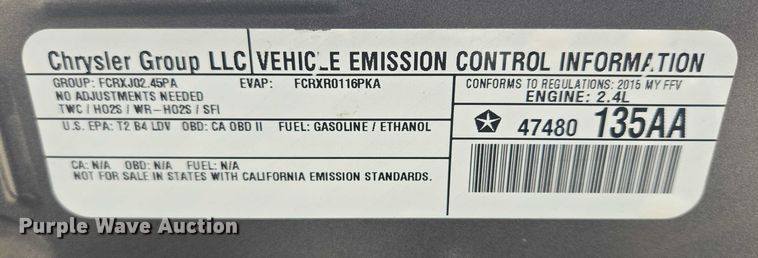 Chrysler Group LLC VEHICLE EMISSION CONTROL INFORMATION
GROUP: FCRXJ02.45PA EVAP: FCRXR0116PKA
NO ADJUSTMENTS NEEDED
TWC / HO2S / WR-HO2S / SFI
CONFORMS TO REGULATIONS: 2015 MY FFV
ENGINE: 2.4L
U.S. EPA: T2 B4 LDV OBD: CA OBD II FUEL: GASOLINE / ETHANOL
47480 135AA
CA: N/A OBD: N/A FUEL: N/A
NOT FOR SALE IN STATES WITH CALIFORNIA EMISSION STANDARDS.
Purple Wave Auction